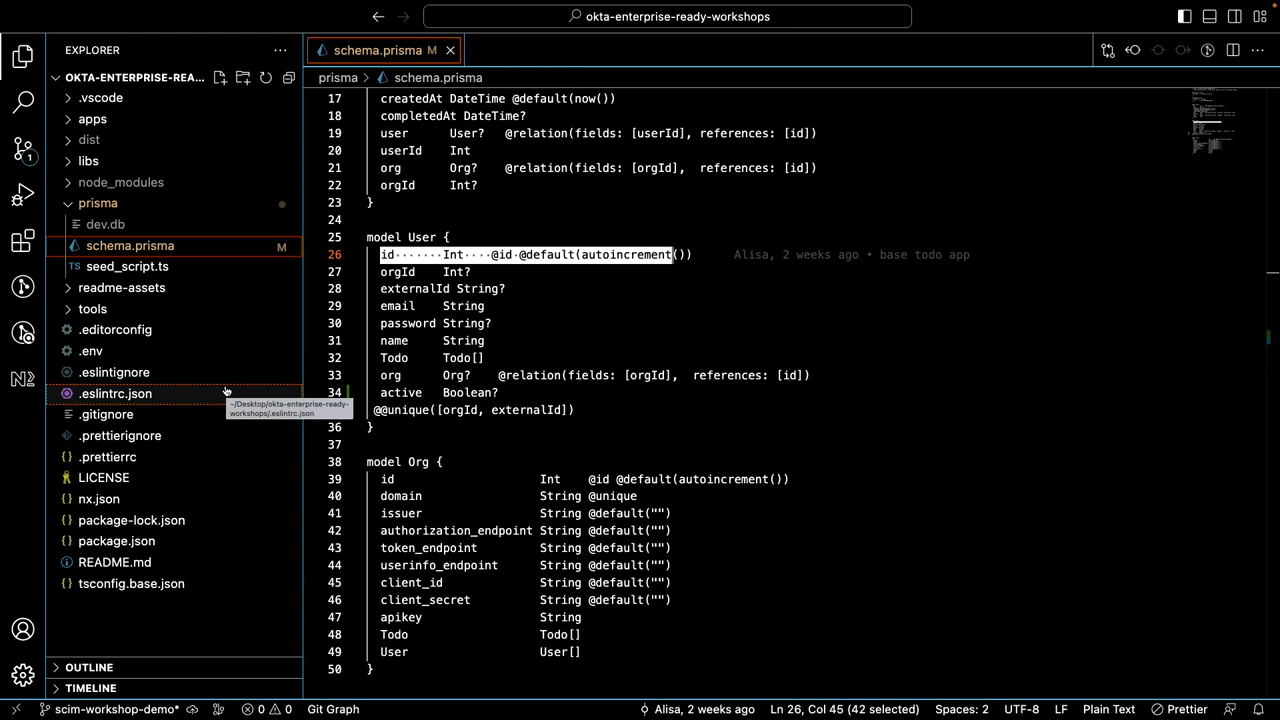 okta-enterprise-ready-workshops
EXPLORER
OKTA-ENTERPRISE-REA...
.vscode
apps
dist
libs
node_modules
prisma
dev.db
schema.prisma M
TS seed_script.ts
readme-assets
tools
.editorconfig
.env
.eslintignore
.eslintrc.json
.gitignore
.prettierignore
.prettierrc
LICENSE
nx.json
package-lock.json
package.json
README.md
tsconfig.base.json
~/Desktop/okta-enterprise-ready-
workshops/.eslintrc.json
OUTLINE
TIMELINE
schema.prisma M
prisma > schema.prisma
17 createdAt DateTime @default(now())
18 completedAt DateTime?
19 user User? @relation(fields: [userId], references: [id])
20 userId Int
21 org Org? @relation(fields: [orgId], references: [id])
22 orgId Int?
23 }
24
25 model User {
26 id·······Int····@id·@default(autoincrement()) Alisa, 2 weeks ago • base todo app
27 orgId Int?
28 externalId String?
29 email String
30 password String?
31 name String
32 Todo Todo[]
33 org Org? @relation(fields: [orgId], references: [id])
34 active Boolean?
@@unique([orgId, externalId])
36 }
37
38 model Org {
39 id Int @id @default(autoincrement())
40 domain String @unique
41 issuer String @default("")
42 authorization_endpoint String @default("")
43 token_endpoint String @default("")
44 userinfo_endpoint String @default("")
45 client_id String @default("")
46 client_secret String @default("")
47 apikey String
48 Todo Todo[]
49 User User[]
50 }
scim-workshop-demo* 0 0 Git Graph Alisa, 2 weeks ago Ln 26, Col 45 (42 selected) Spaces: 2 UTF-8 LF Plain Text Prettier